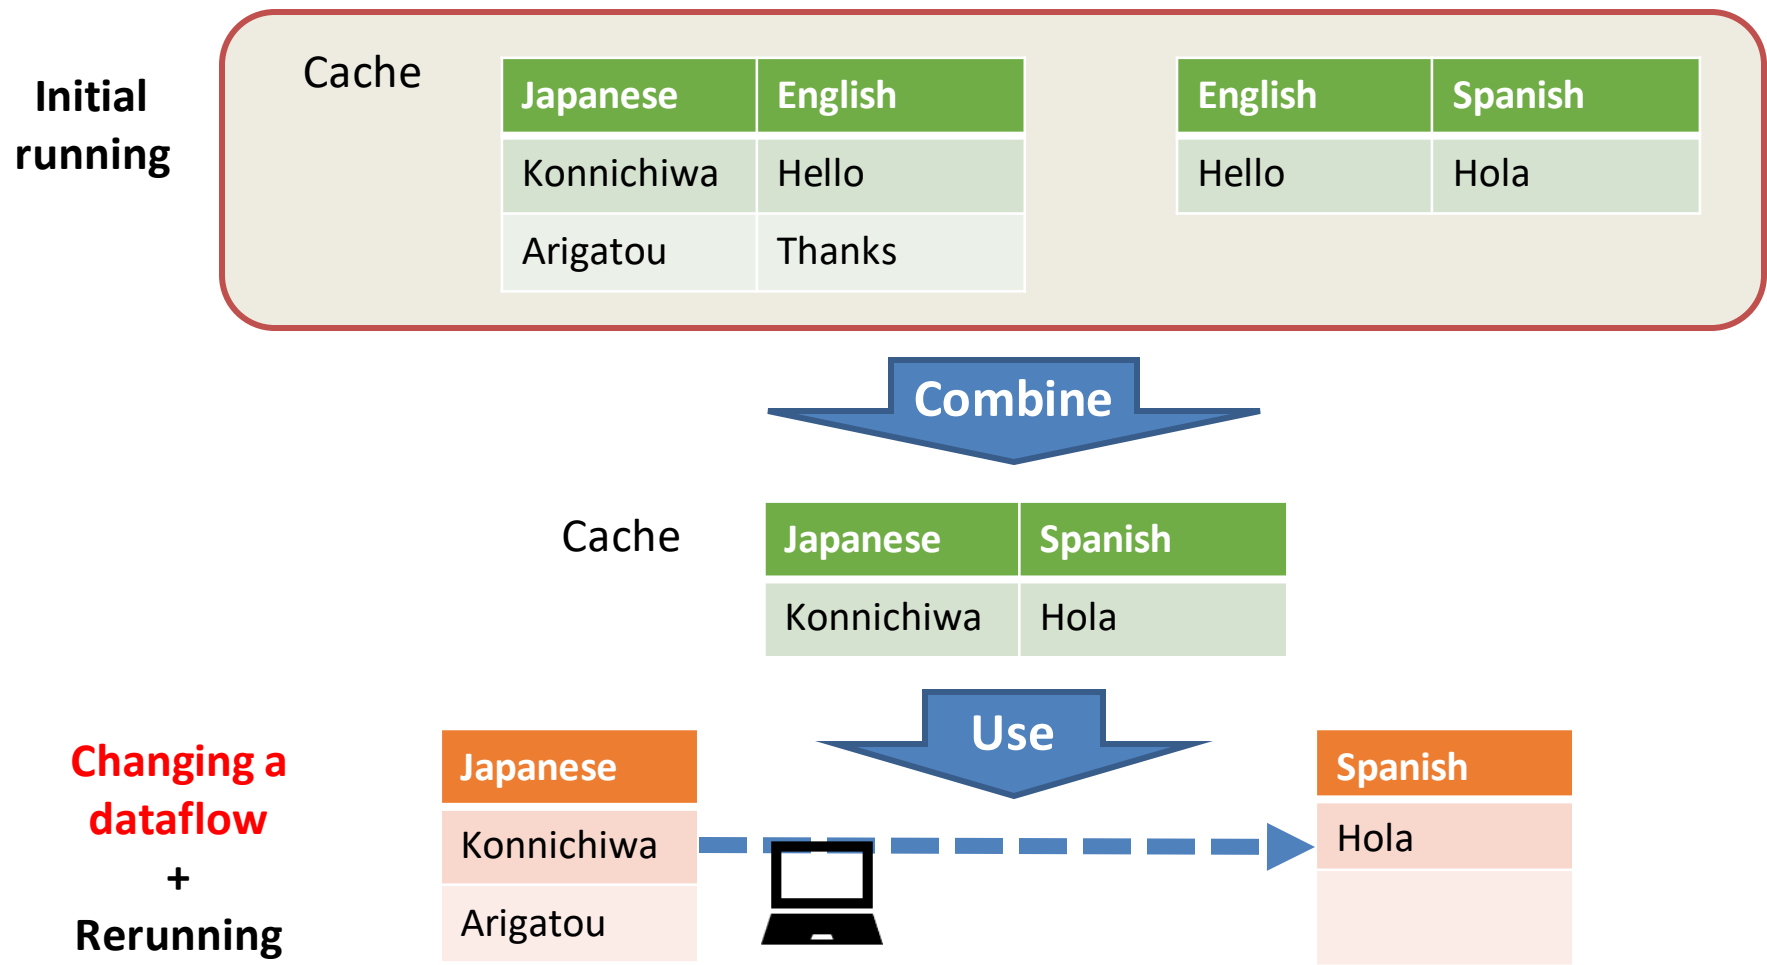 Initial
running
Cache
Japanese English
Konnichiwa Hello
Arigatou Thanks
English Spanish
Hello Hola
Combine
Cache
Japanese Spanish
Konnichiwa Hola
Use
Changing a
dataflow
+
Rerunning
Japanese
Konnichiwa
Arigatou
Spanish
Hola